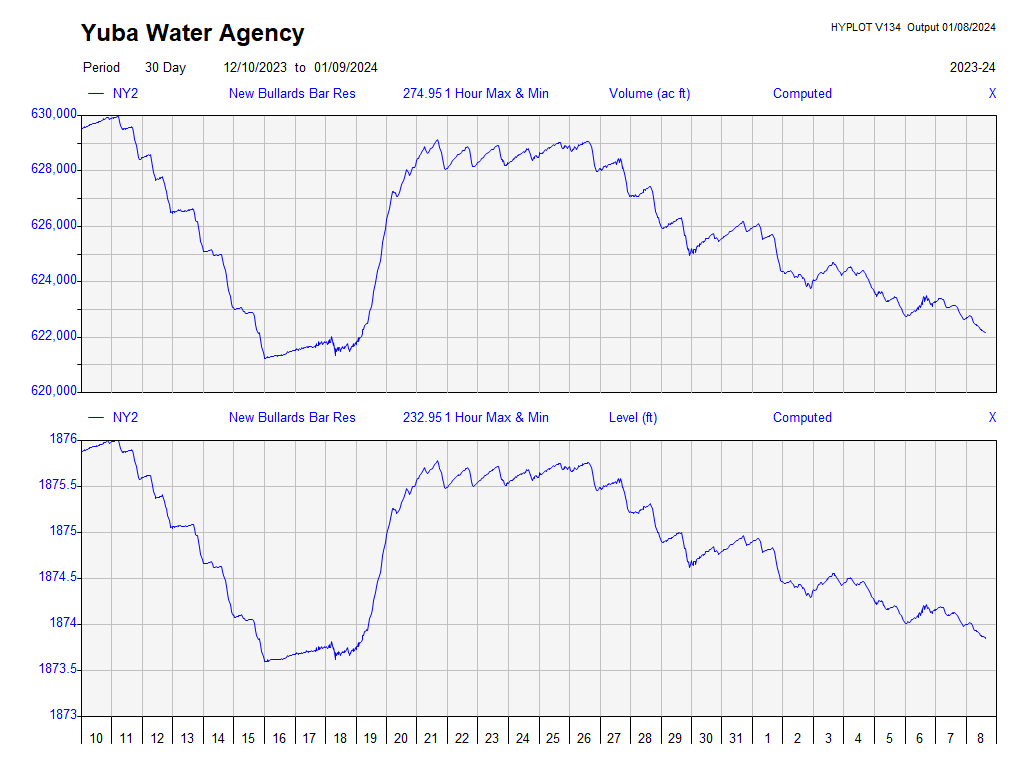 Yuba Water Agency
HYPLOT V134 Output 01/08/2024
Period 30 Day 12/10/2023 to 01/09/2024 2023-24
NY2 New Bullards Bar Res 274.95 1 Hour Max & Min Volume (ac ft) Computed X
630,000
628,000
626,000
624,000
622,000
620,000
NY2 New Bullards Bar Res 232.95 1 Hour Max & Min Level (ft) Computed X
1876
1875.5
1875
1874.5
1874
1873.5
1873
10 11 12 13 14 15 16 17 18 19 20 21 22 23 24 25 26 27 28 29 30 31 1 2 3 4 5 6 7 8